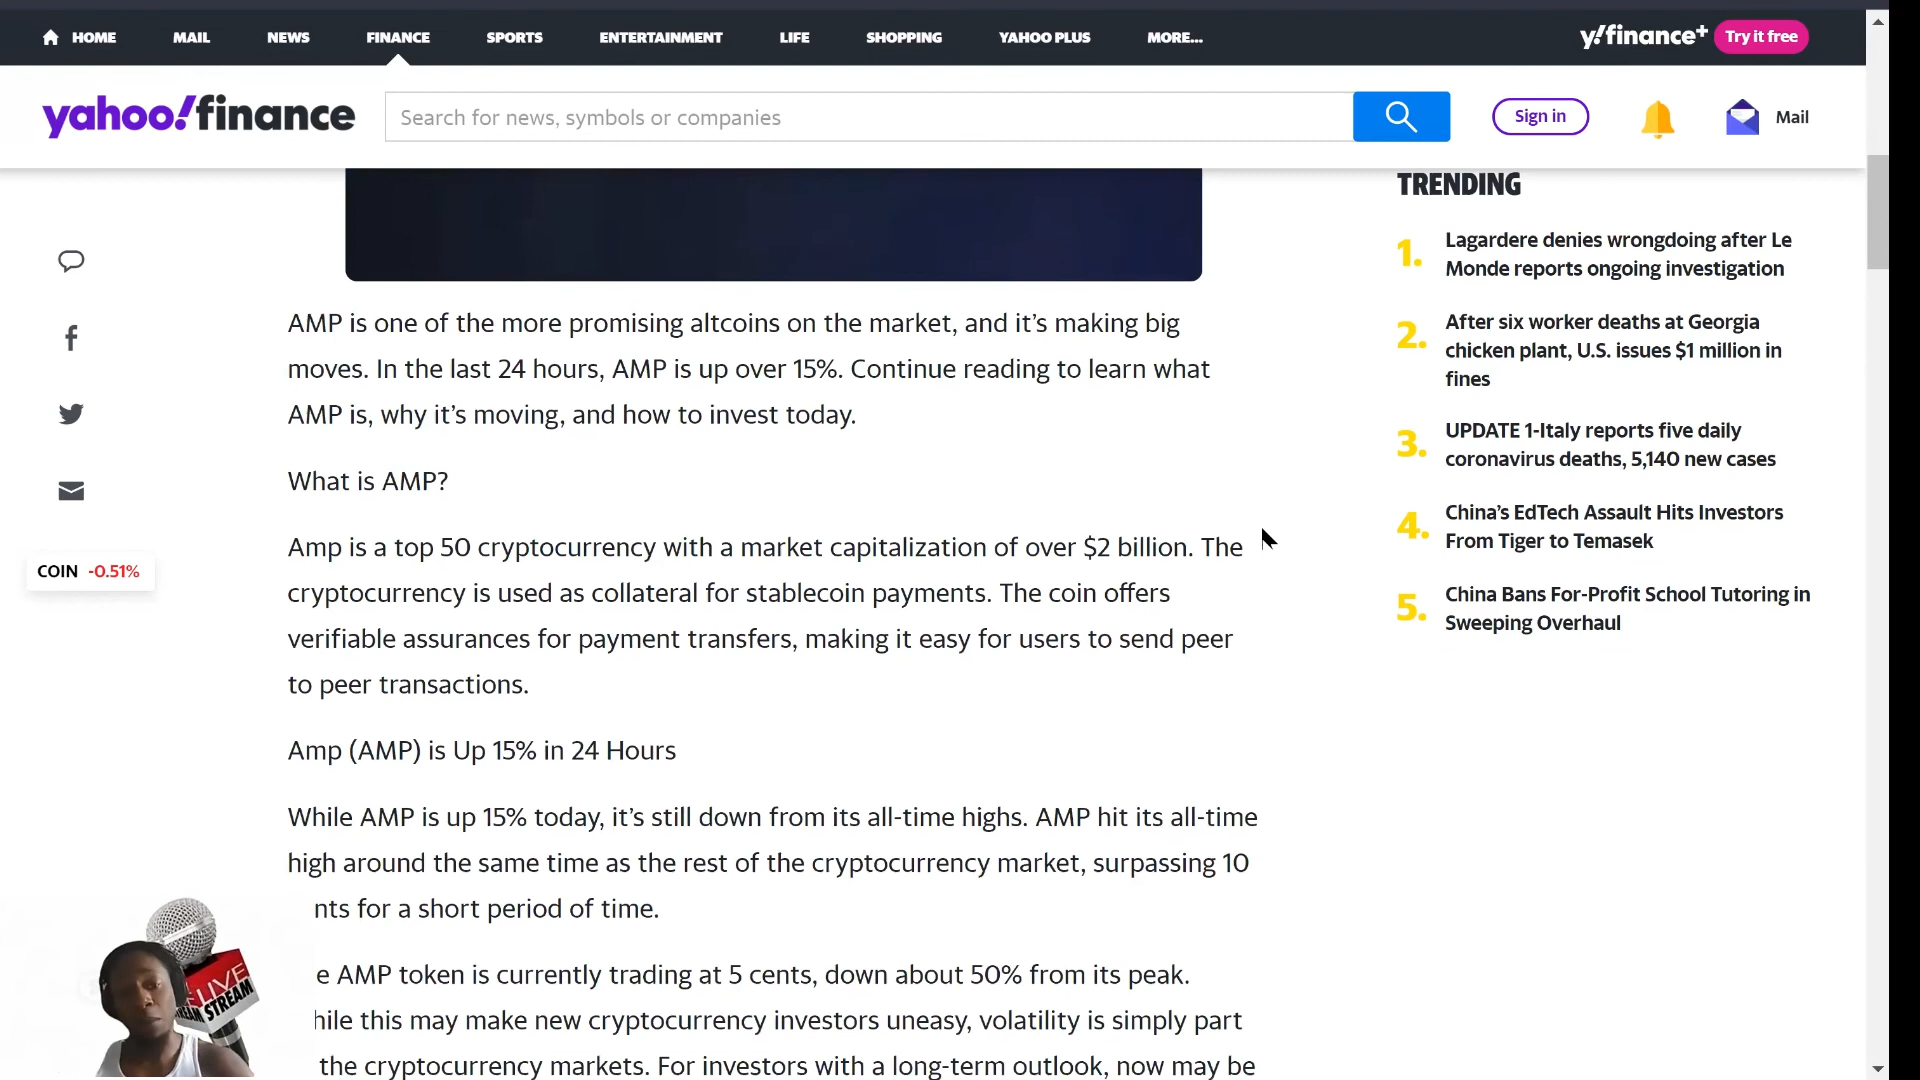 HOME MAIL NEWS FINANCE SPORTS ENTERTAINMENT LIFE SHOPPING YAHOO PLUS MORE... y!finance+ Try it free
yahoo!finance Search for news, symbols or companies Sign in Mail
AMP is one of the more promising altcoins on the market, and it's making big
moves. In the last 24 hours, AMP is up over 15%. Continue reading to learn what
AMP is, why it's moving, and how to invest today.
What is AMP?
Amp is a top 50 cryptocurrency with a market capitalization of over $2 billion. The
cryptocurrency is used as collateral for stablecoin payments. The coin offers
verifiable assurances for payment transfers, making it easy for users to send peer
to peer transactions.
Amp (AMP) is Up 15% in 24 Hours
While AMP is up 15% today, it's still down from its all-time highs. AMP hit its all-time
high around the same time as the rest of the cryptocurrency market, surpassing 10
nts for a short period of time.
e AMP token is currently trading at 5 cents, down about 50% from its peak.
hile this may make new cryptocurrency investors uneasy, volatility is simply part
the cryptocurrency markets. For investors with a long-term outlook, now may be
COIN -0.51%
LIVE
STREAM
TRENDING
1. Lagardere denies wrongdoing after Le
Monde reports ongoing investigation
2. After six worker deaths at Georgia
chicken plant, U.S. issues $1 million in
fines
3. UPDATE 1-Italy reports five daily
coronavirus deaths, 5,140 new cases
4. China's EdTech Assault Hits Investors
From Tiger to Temasek
5. China Bans For-Profit School Tutoring in
Sweeping Overhaul